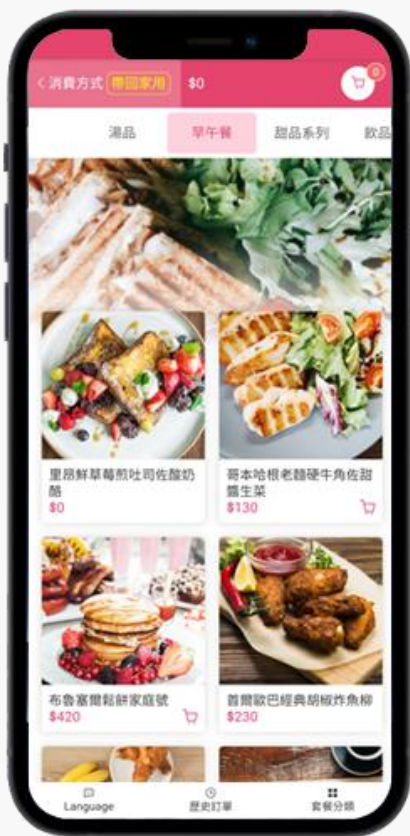 消費方式 帶回家用 $0 0
湯品 早午餐 甜品系列 飲品
里昂鮮草莓煎吐司佐酸奶
酪
$0
哥本哈根老麵硬牛角佐甜
醬生菜
$130
布魯塞爾鬆餅家庭號
$420
首爾歐巴經典胡椒炸魚柳
$230
Language 歷史訂單 套餐分類